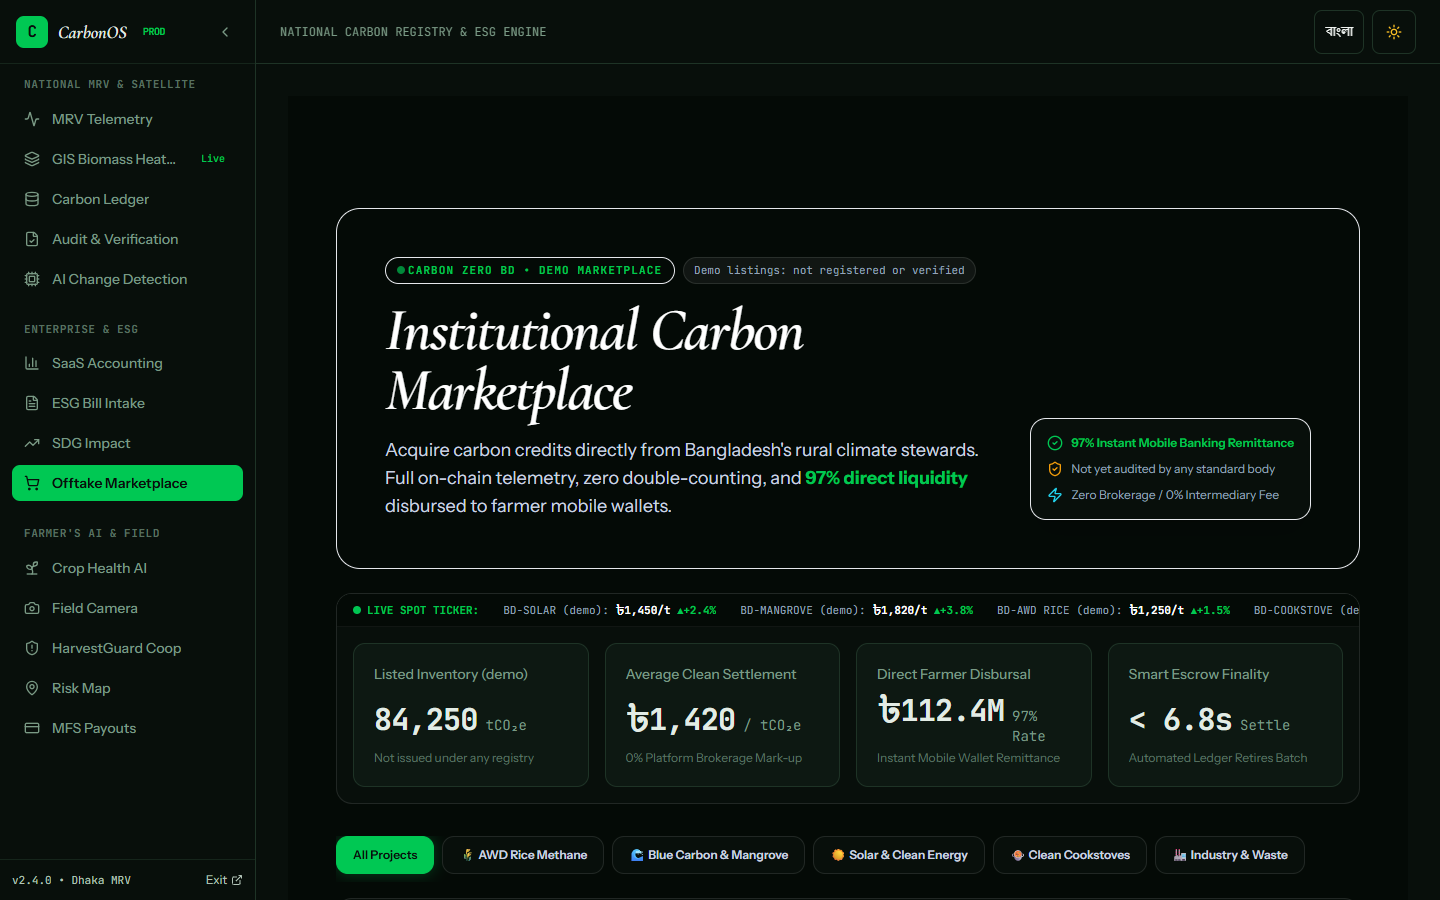 C CarbonOS PROD
NATIONAL CARBON REGISTRY & ESG ENGINE
বাংলা
NATIONAL MRV & SATELLITE
MRV Telemetry
GIS Biomass Heat... Live
Carbon Ledger
Audit & Verification
AI Change Detection
ENTERPRISE & ESG
SaaS Accounting
ESG Bill Intake
SDG Impact
Offtake Marketplace
FARMER'S AI & FIELD
Crop Health AI
Field Camera
HarvestGuard Coop
Risk Map
MFS Payouts
v2.4.0 • Dhaka MRV
Exit
CARBON ZERO BD • DEMO MARKETPLACE
Demo listings: not registered or verified
Institutional Carbon
Marketplace
Acquire carbon credits directly from Bangladesh's rural climate stewards.
Full on-chain telemetry, zero double-counting, and 97% direct liquidity
disbursed to farmer mobile wallets.
97% Instant Mobile Banking Remittance
Not yet audited by any standard body
Zero Brokerage / 0% Intermediary Fee
LIVE SPOT TICKER: BD-SOLAR (demo): ৳1,450/t ▲+2.4% BD-MANGROVE (demo): ৳1,820/t ▲+3.8% BD-AWD RICE (demo): ৳1,250/t ▲+1.5% BD-COOKSTOVE (de
Listed Inventory (demo)
84,250 tCO₂e
Not issued under any registry
Average Clean Settlement
৳1,420 / tCO₂e
0% Platform Brokerage Mark-up
Direct Farmer Disbursal
৳112.4M 97%
Rate
Instant Mobile Wallet Remittance
Smart Escrow Finality
< 6.8s Settle
Automated Ledger Retires Batch
All Projects
AWD Rice Methane
Blue Carbon & Mangrove
Solar & Clean Energy
Clean Cookstoves
Industry & Waste